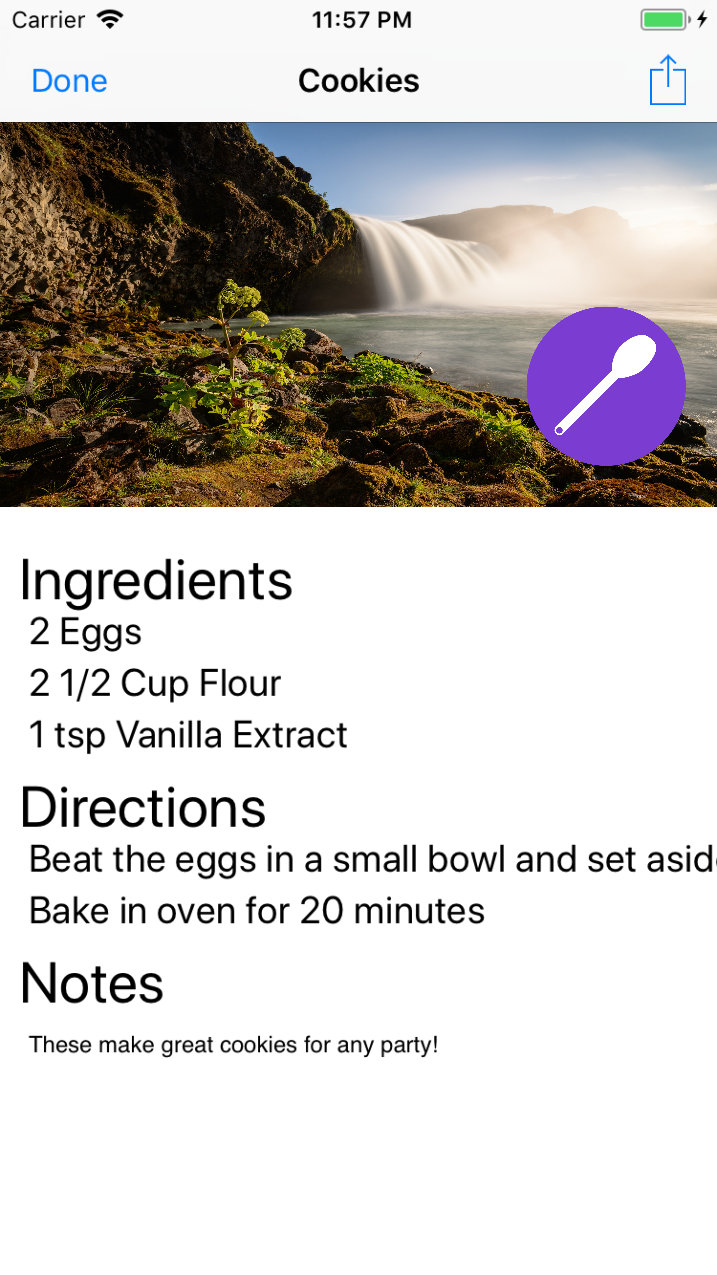 Carrier 11:57 PM
Done Cookies
Ingredients
2 Eggs
2 1/2 Cup Flour
1 tsp Vanilla Extract
Directions
Beat the eggs in a small bowl and set asid
Bake in oven for 20 minutes
Notes
These make great cookies for any party!